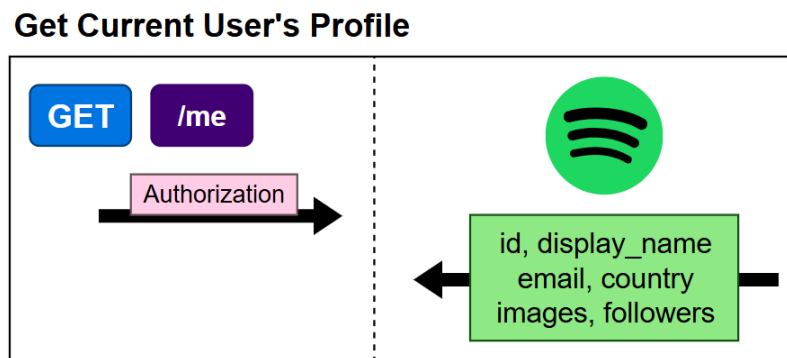 Get Current User's Profile
GET
/me
Authorization
id, display_name
email, country
images, followers